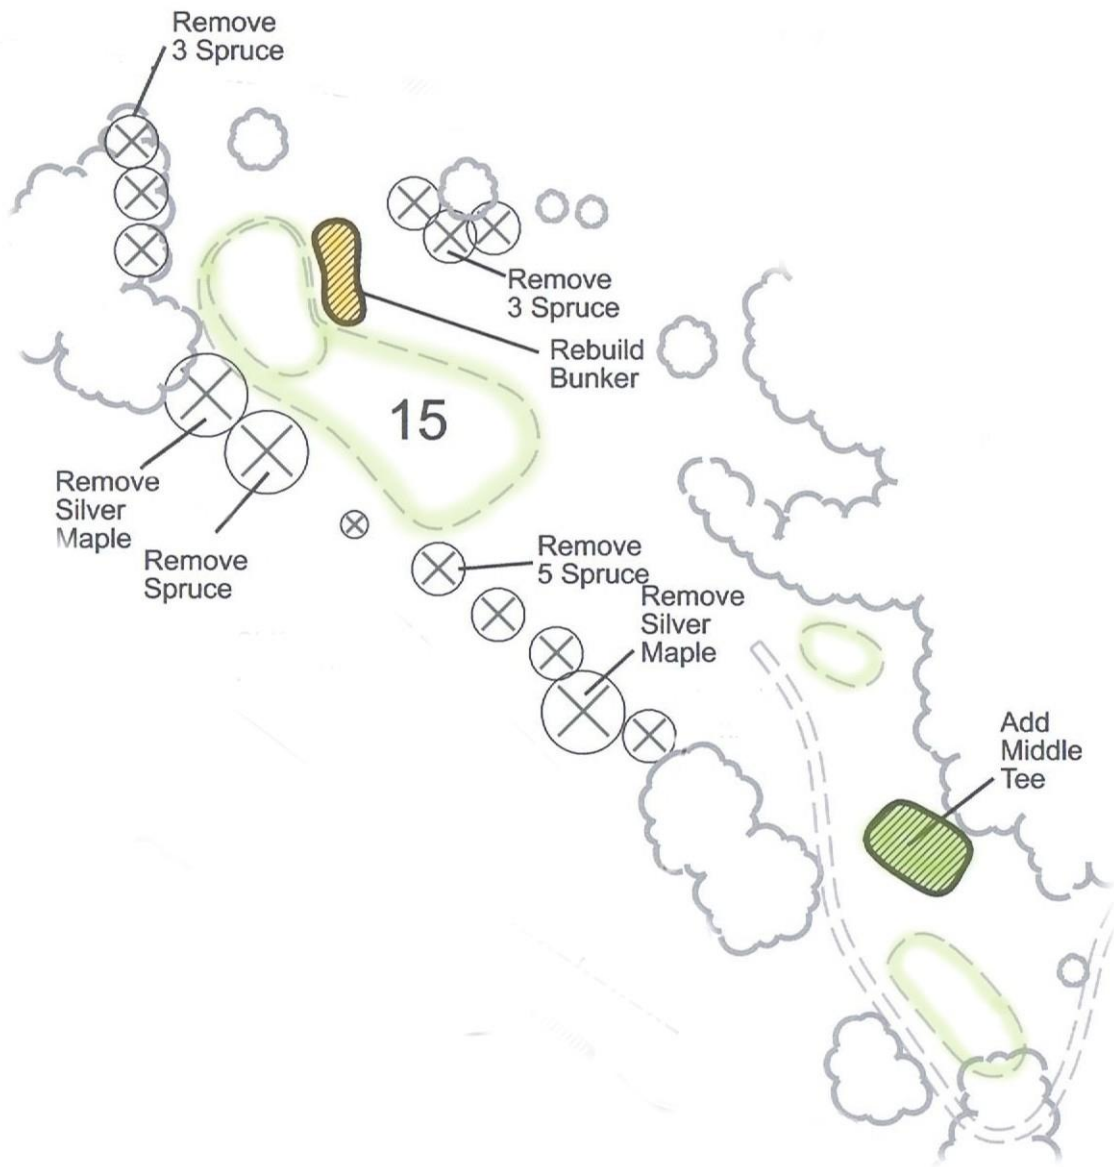 Remove
3 Spruce
Remove
3 Spruce
Rebuild
Bunker
15
Remove
Silver
Maple
Remove
Spruce
Remove
5 Spruce
Remove
Silver
Maple
Add
Middle
Tee